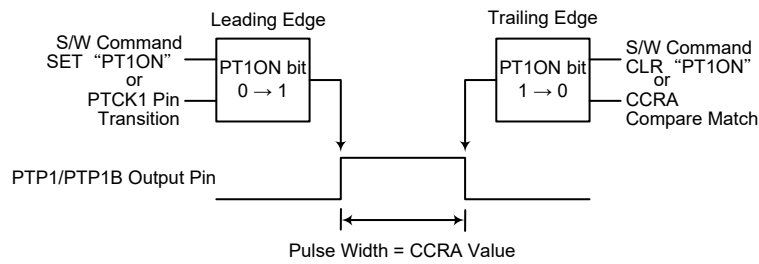 Leading Edge
S/W Command
SET “PT1ON”
or
PTCK1 Pin
Transition
PT1ON bit
0 → 1
Trailing Edge
PT1ON bit
1 → 0
S/W Command
CLR “PT1ON”
or
CCRA
Compare Match
PTP1/PTP1B Output Pin
Pulse Width = CCRA Value